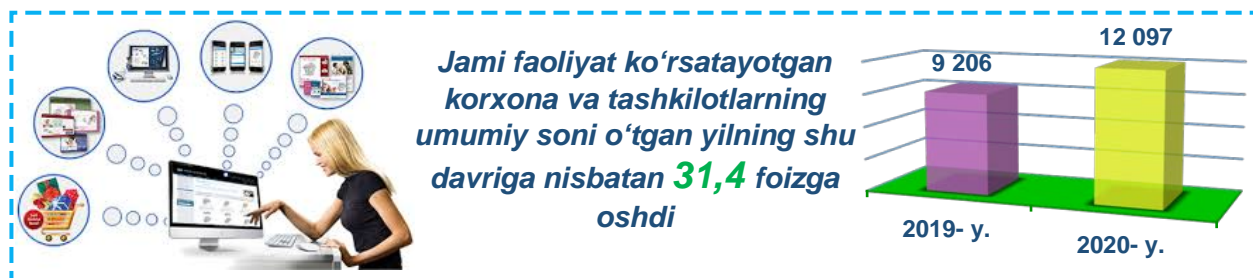 Jami faoliyat ko‘rsatayotgan
korxona va tashkilotlarning
umumiy soni o‘tgan yilning shu
davriga nisbatan 31,4 foizga
oshdi
9 206
12 097
2019- y.
2020- y.